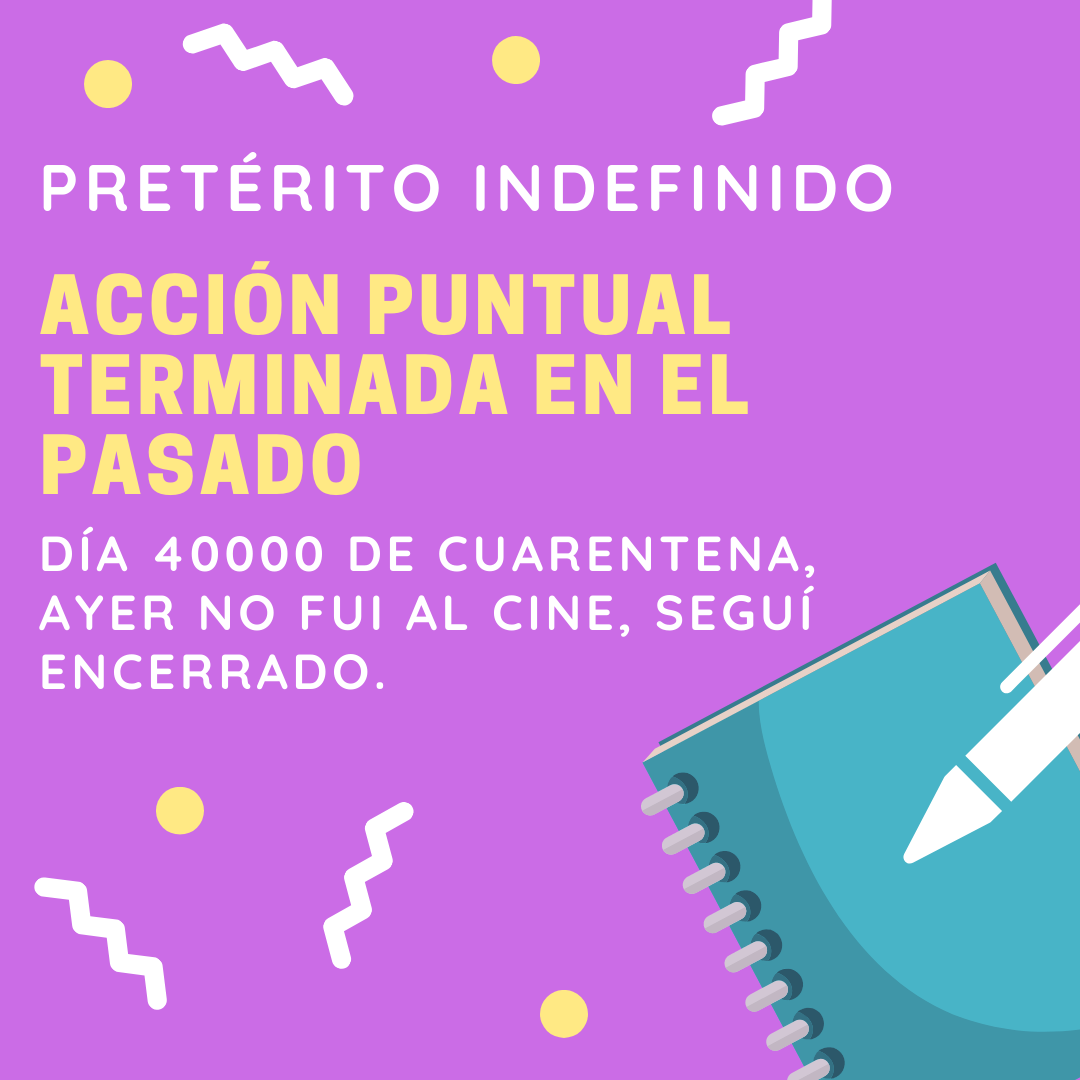 PRETÉRITO INDEFINIDO
ACCIÓN PUNTUAL
TERMINADA EN EL
PASADO
DÍA 40000 DE CUARENTENA,
AYER NO FUI AL CINE, SEGUÍ
ENCERRADO.